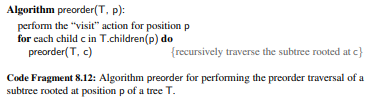 Algorithm preorder(T, p):
perform the “visit” action for position p
for each child c in T.children(p) do
preorder(T, c) {recursively traverse the subtree rooted at c}
Code Fragment 8.12: Algorithm preorder for performing the preorder traversal of a
subtree rooted at position p of a tree T.